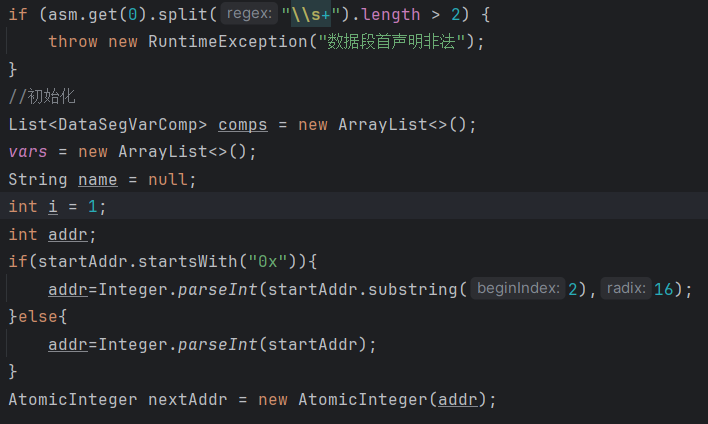 if (asm.get(0).split( regex: "\\s+").length > 2) {
    throw new RuntimeException("数据段首声明非法");
}
//初始化
List<DataSegVarComp> comps = new ArrayList<>();
vars = new ArrayList<>();
String name = null;
int i = 1;
int addr;
if(startAddr.startsWith("0x")){
    addr=Integer.parseInt(startAddr.substring( beginIndex: 2), radix: 16);
}else{
    addr=Integer.parseInt(startAddr);
}
AtomicInteger nextAddr = new AtomicInteger(addr);